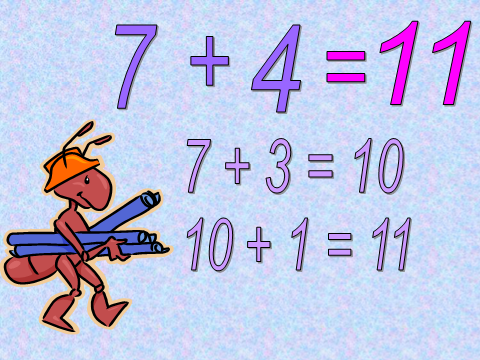 7 + 4 = 11
7 + 3 = 10
10 + 1 = 11